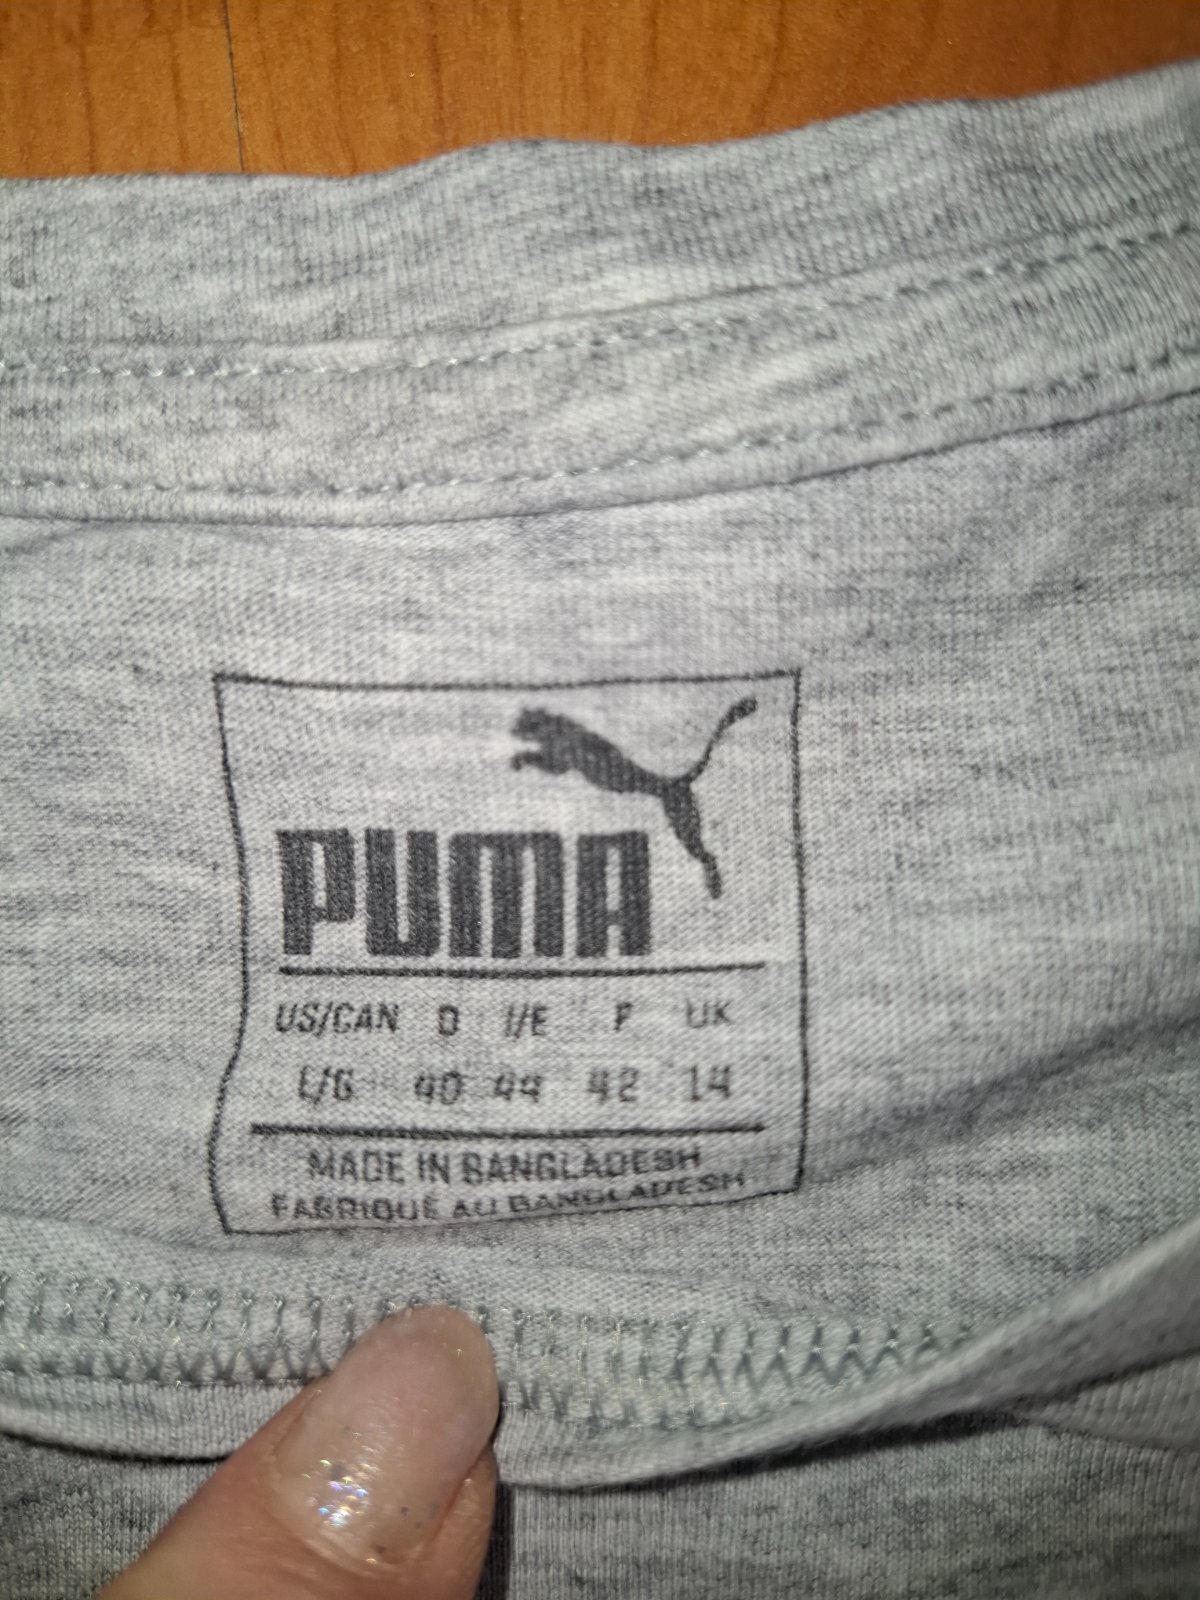 PUMA
US/CAN D I/E F UK
L/G 40 44 42 14
MADE IN BANGLADESH
FABRIQUÉ AU BANGLADESH